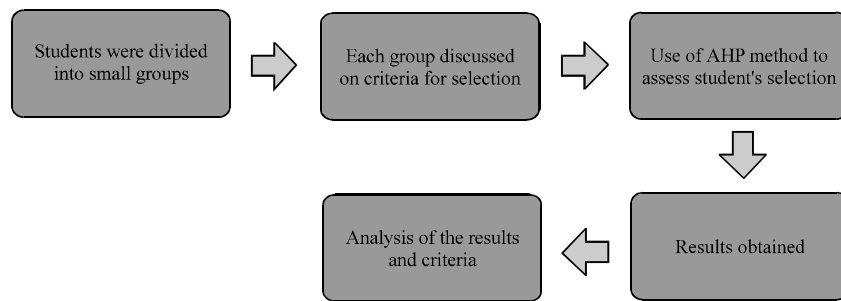 Students were divided
into small groups
Each group discussed
on criteria for selection
Use of AHP method to
assess student's selection
Results obtained
Analysis of the results
and criteria